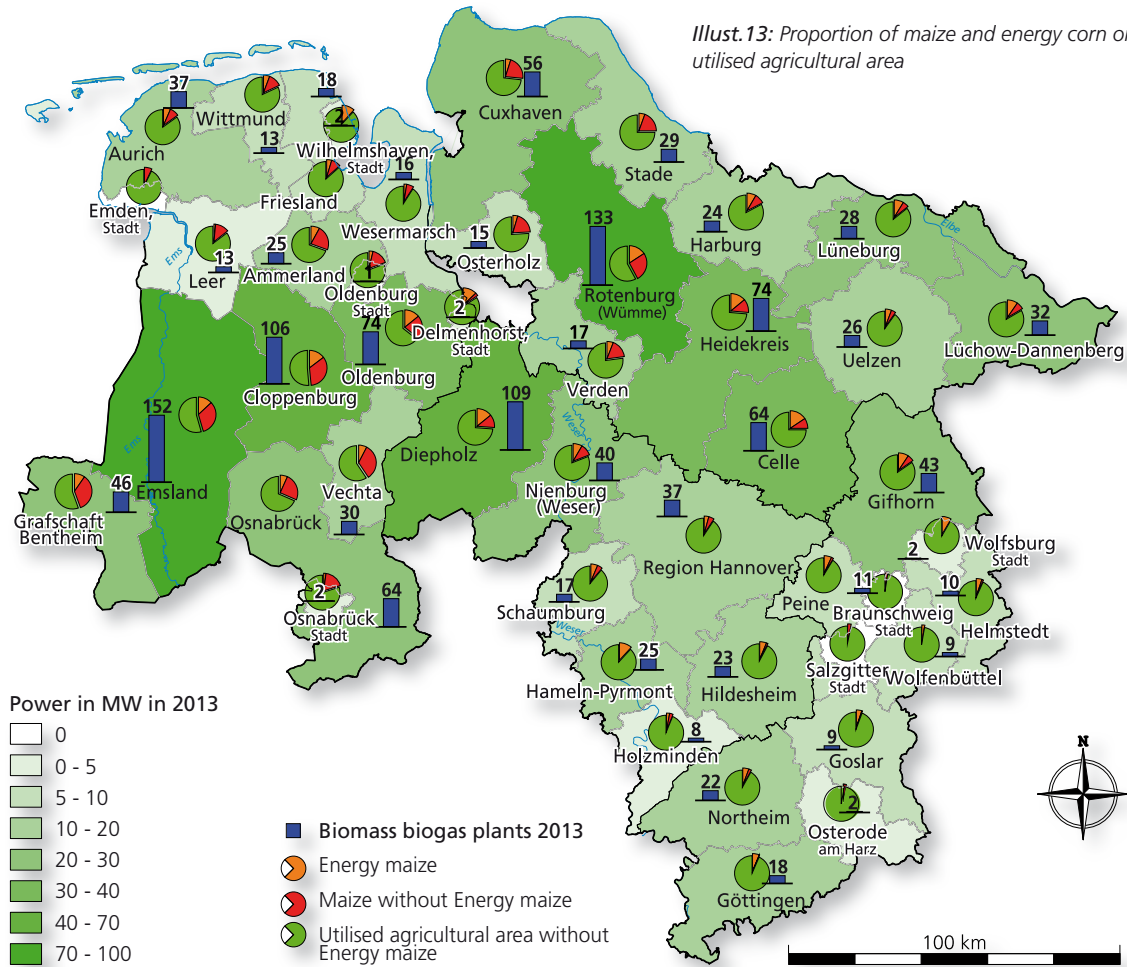 Illust.13: Proportion of maize and energy corn on
utilised agricultural area
56
Cuxhaven
37
Aurich
Wittmund
13
18
2
Wilhelmshaven,
Stadt
16
Friesland
Wesermarsch
Emden,
Stadt
29
Stade
133
Rotenburg
(Wümme)
24
Harburg
28
Lüneburg
Elbe
Ems
13
Leer
25
Ammerland
15
Osterholz
Oldenburg
Stadt
74
Oldenburg
2
Delmenhorst,
Stadt
74
Heidekreis
26
Uelzen
32
Lüchow-Dannenberg
17
Verden
106
Cloppenburg
152
Ems
Emsland
109
Diepholz
Weser
64
Celle
46
Grafschaft
Bentheim
Osnabrück
Vechta
30
40
Nienburg
(Weser)
43
Gifhorn
37
Region Hannover
2
Wolfsburg
Stadt
2
Osnabrück
Stadt
64
17
Schaumburg
Peine
11
Braunschweig
Stadt
10
Helmstedt
Weser
25
Hameln-Pyrmont
23
Hildesheim
Salzgitter
Stadt
9
Wolfenbüttel
8
Holzminden
9
Goslar
22
Northeim
2
Osterode
am Harz
18
Göttingen
Power in MW in 2013
0
0 - 5
5 - 10
10 - 20
20 - 30
30 - 40
40 - 70
70 - 100
Biomass biogas plants 2013
Energy maize
Maize without Energy maize
Utilised agricultural area without
Energy maize
N
100 km